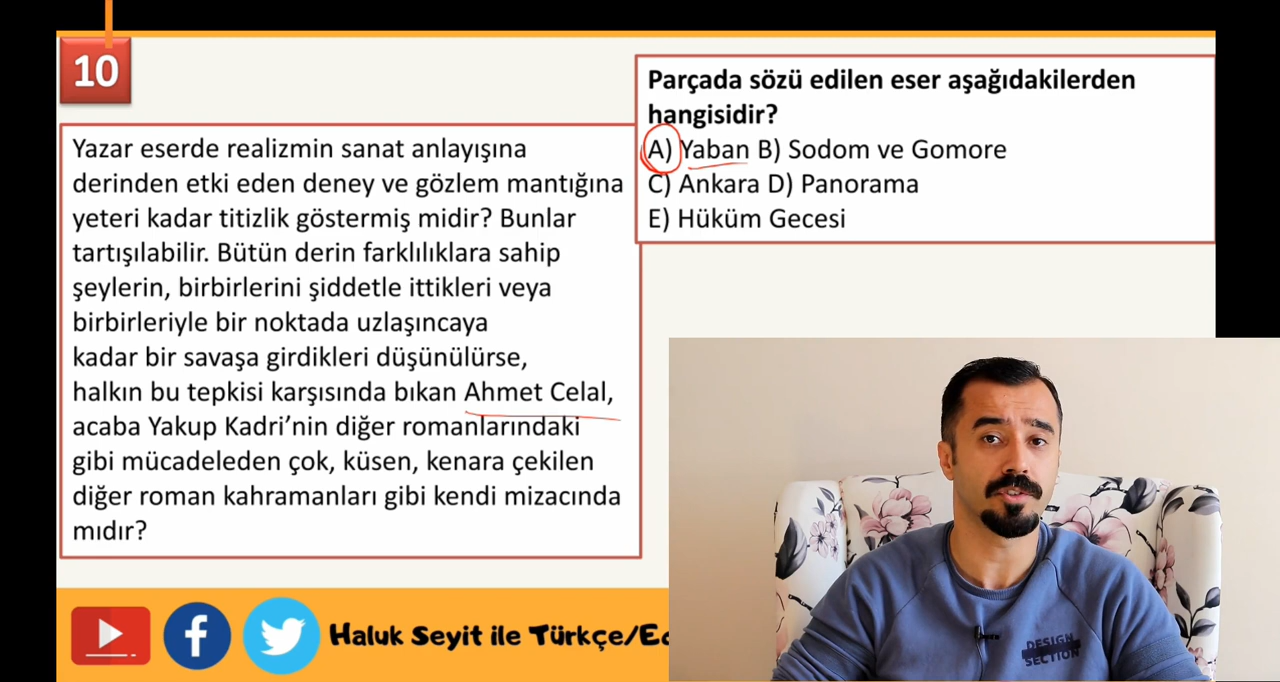 10
Yazar eserde realizmin sanat anlayışına
derinden etki eden deney ve gözlem mantığına
yeteri kadar titizlik göstermiş midir? Bunlar
tartışılabilir. Bütün derin farklılıklara sahip
şeylerin, birbirlerini şiddetle ittikleri veya
birbirleriyle bir noktada uzlaşıncaya
kadar bir savaşa girdikleri düşünülürse,
halkın bu tepkisi karşısında bıkan Ahmet Celal,
acaba Yakup Kadri’nin diğer romanlarındaki
gibi mücadeleden çok, küsen, kenara çekilen
diğer roman kahramanları gibi kendi mizacında
mıdır?
Parçada sözü edilen eser aşağıdakilerden
hangisidir?
A) Yaban B) Sodom ve Gomore
C) Ankara D) Panorama
E) Hüküm Gecesi
Haluk Seyit ile Türkçe/Ed
DESIGN
SECTION